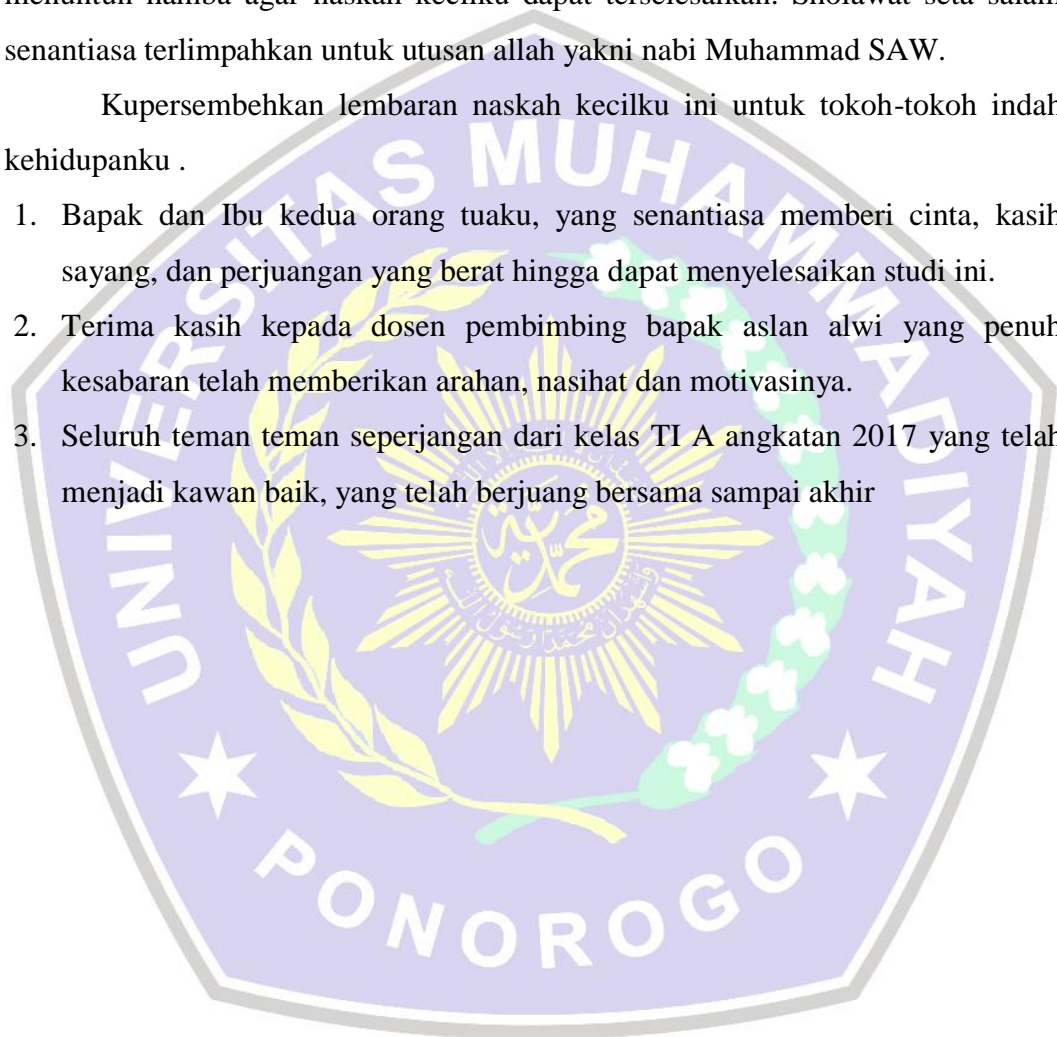 menuntun hamba agar naskah kecilku dapat terselesaikan. Sholawat seta salam
senantiasa terlimpahkan untuk utusan allah yakni nabi Muhammad SAW.
Kupersembehkan lembaran naskah kecilku ini untuk tokoh-tokoh indah
kehidupanku .
1. Bapak dan Ibu kedua orang tuaku, yang senantiasa memberi cinta, kasih
sayang, dan perjuangan yang berat hingga dapat menyelesaikan studi ini.
2. Terima kasih kepada dosen pembimbing bapak aslan alwi yang penuh
kesabaran telah memberikan arahan, nasihat dan motivasinya.
3. Seluruh teman teman seperjangan dari kelas TI A angkatan 2017 yang telah
menjadi kawan baik, yang telah berjuang bersama sampai akhir
UNIVERSITAS MUHAMMADIYAH
PONOROGO
محمدية